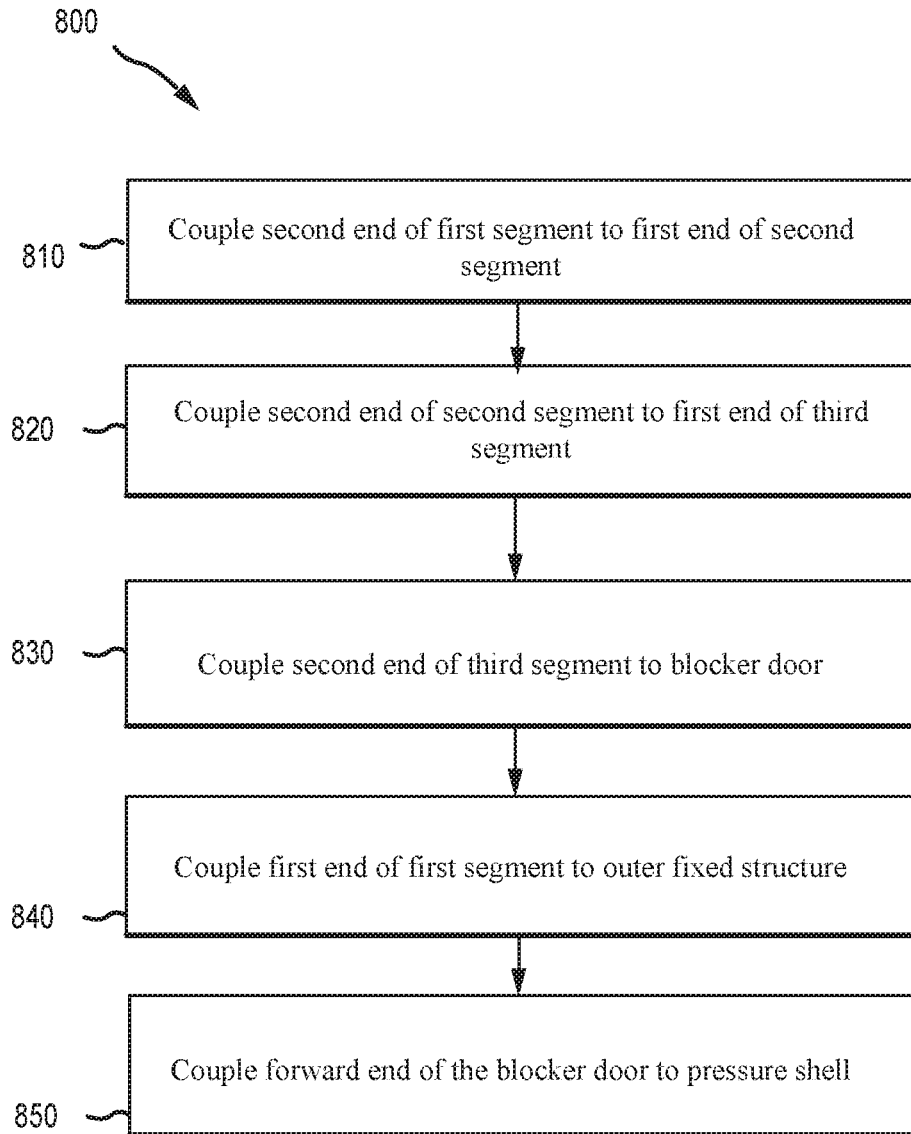 800
810
Couple second end of first segment to first end of second
segment
820
Couple second end of second segment to first end of third
segment
830
Couple second end of third segment to blocker door
840
Couple first end of first segment to outer fixed structure
850
Couple forward end of the blocker door to pressure shell